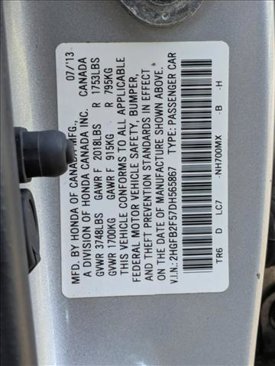 MFD. BY HONDA OF CANADA MFG., 07/'13
A DIVISION OF HONDA CANADA INC., CANADA
GVWR 3748LBS GAWR F 2018LBS R 1753LBS
GVWR 1700KG GAWR F 915KG R 795KG
THIS VEHICLE CONFORMS TO ALL APPLICABLE
FEDERAL MOTOR VEHICLE SAFETY, BUMPER,
AND THEFT PREVENTION STANDARDS IN EFFECT
ON THE DATE OF MANUFACTURE SHOWN ABOVE.
V.I.N.: 2HGFB2F57DH565867 TYPE: PASSENGER CAR
TR6 D LC7 NH700MX - B - H